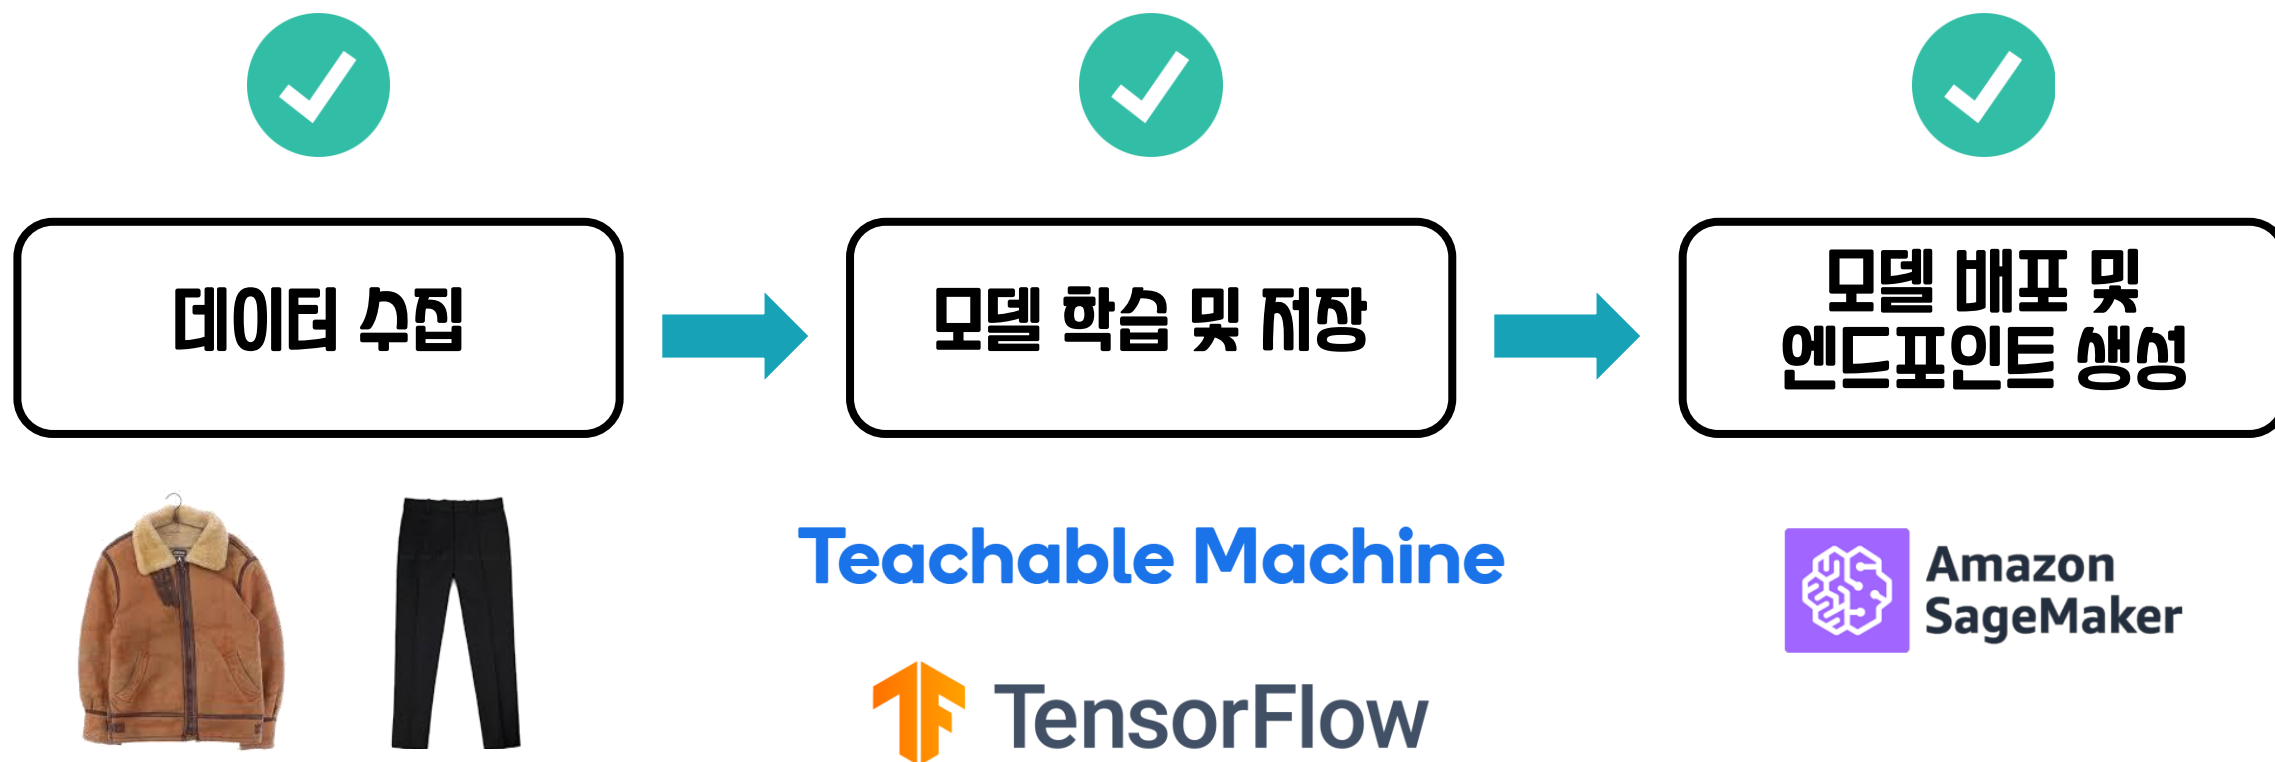 데이터 수집
모델 학습 및 저장
모델 배포 및
엔드포인트 생성
Teachable Machine
TensorFlow
Amazon
SageMaker